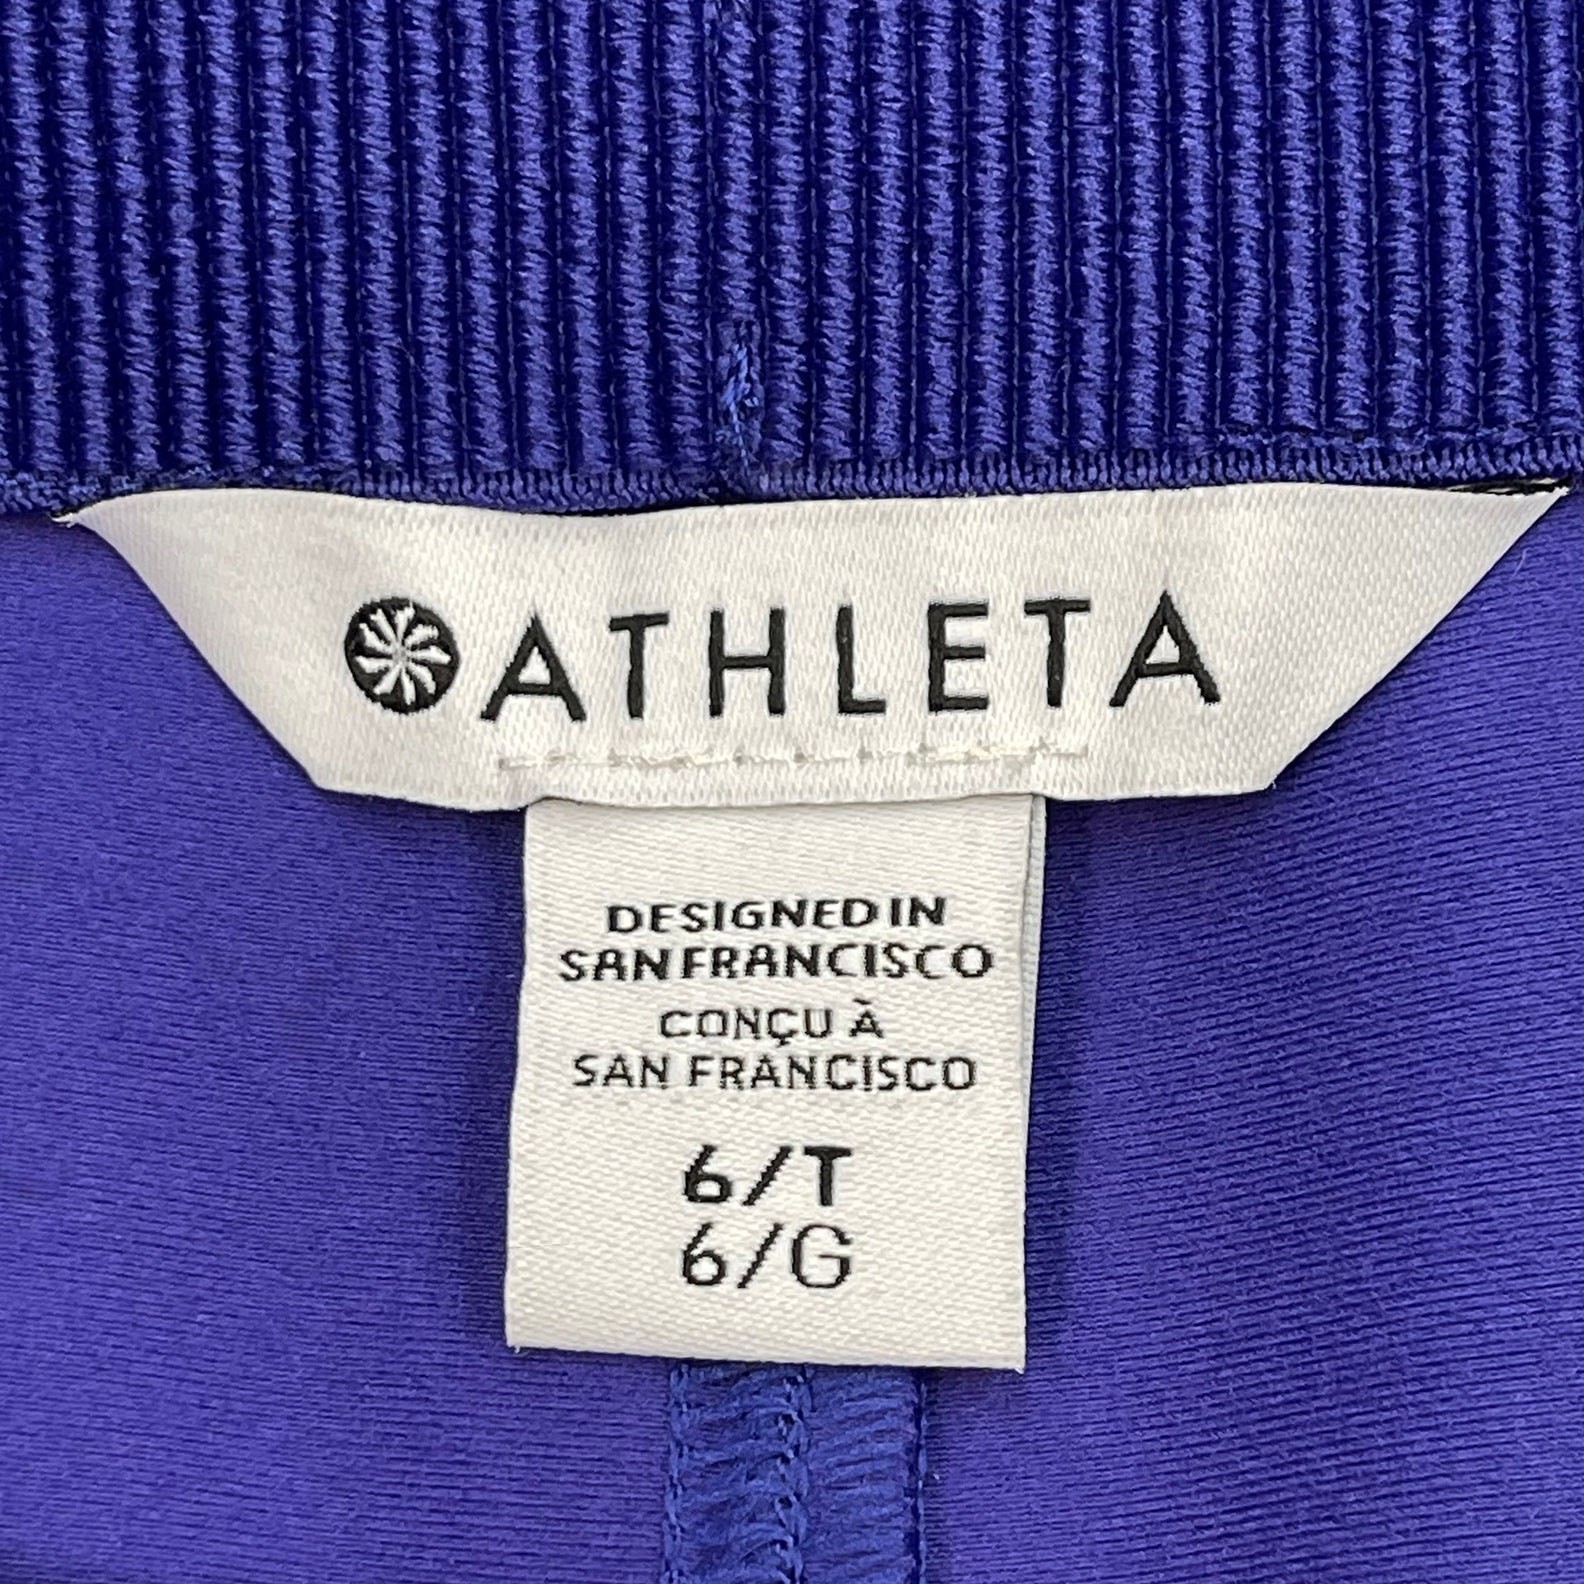 ATHLETA
DESIGNED IN
SAN FRANCISCO
CONÇU À
SAN FRANCISCO
6/T
6/G